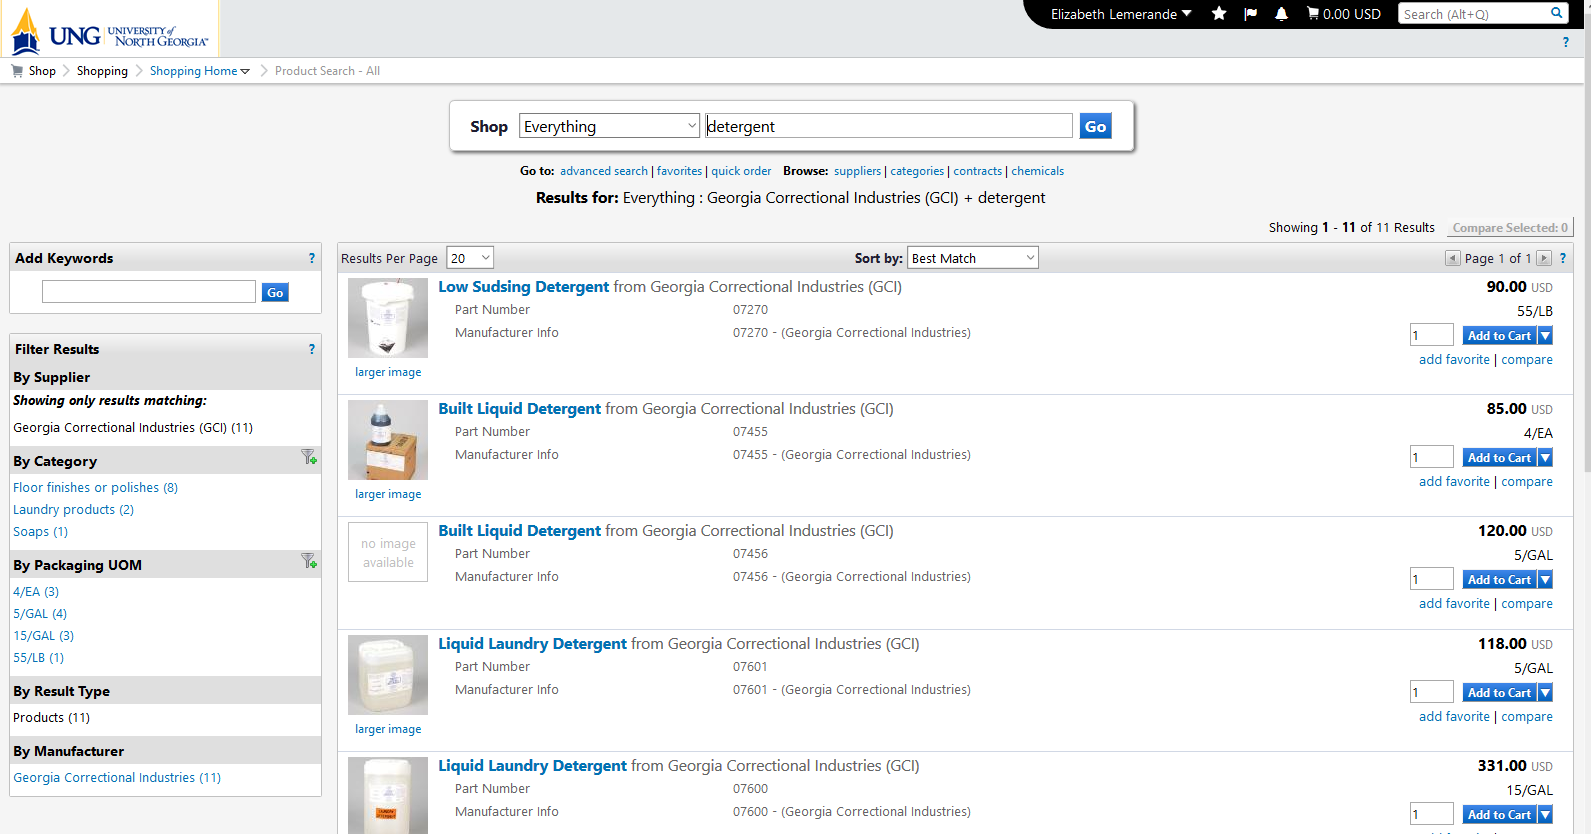 UNG UNIVERSITY of NORTH GEORGIA™
Elizabeth Lemerande 0.00 USD Search (Alt+Q)
?
Shop Shopping Shopping Home Product Search - All
Shop Everything detergent Go
Go to: advanced search | favorites | quick order Browse: suppliers | categories | contracts | chemicals
Results for: Everything : Georgia Correctional Industries (GCI) + detergent
Showing 1 - 11 of 11 Results Compare Selected: 0
Add Keywords ?
Go
Filter Results ?
By Supplier
Showing only results matching:
Georgia Correctional Industries (GCI) (11)
By Category
Floor finishes or polishes (8)
Laundry products (2)
Soaps (1)
By Packaging UOM
4/EA (3)
5/GAL (4)
15/GAL (3)
55/LB (1)
By Result Type
Products (11)
By Manufacturer
Georgia Correctional Industries (11)
Results Per Page 20 Sort by: Best Match Page 1 of 1 ?
Low Sudsing Detergent from Georgia Correctional Industries (GCI) 90.00 USD
Part Number 07270 55/LB
Manufacturer Info 07270 - (Georgia Correctional Industries) 1 Add to Cart
larger image add favorite | compare
Built Liquid Detergent from Georgia Correctional Industries (GCI) 85.00 USD
Part Number 07455 4/EA
Manufacturer Info 07455 - (Georgia Correctional Industries) 1 Add to Cart
larger image add favorite | compare
Built Liquid Detergent from Georgia Correctional Industries (GCI) 120.00 USD
no image available
Part Number 07456 5/GAL
Manufacturer Info 07456 - (Georgia Correctional Industries) 1 Add to Cart
add favorite | compare
Liquid Laundry Detergent from Georgia Correctional Industries (GCI) 118.00 USD
Part Number 07601 5/GAL
Manufacturer Info 07601 - (Georgia Correctional Industries) 1 Add to Cart
larger image add favorite | compare
Liquid Laundry Detergent from Georgia Correctional Industries (GCI) 331.00 USD
Part Number 07600 15/GAL
Manufacturer Info 07600 - (Georgia Correctional Industries) 1 Add to Cart